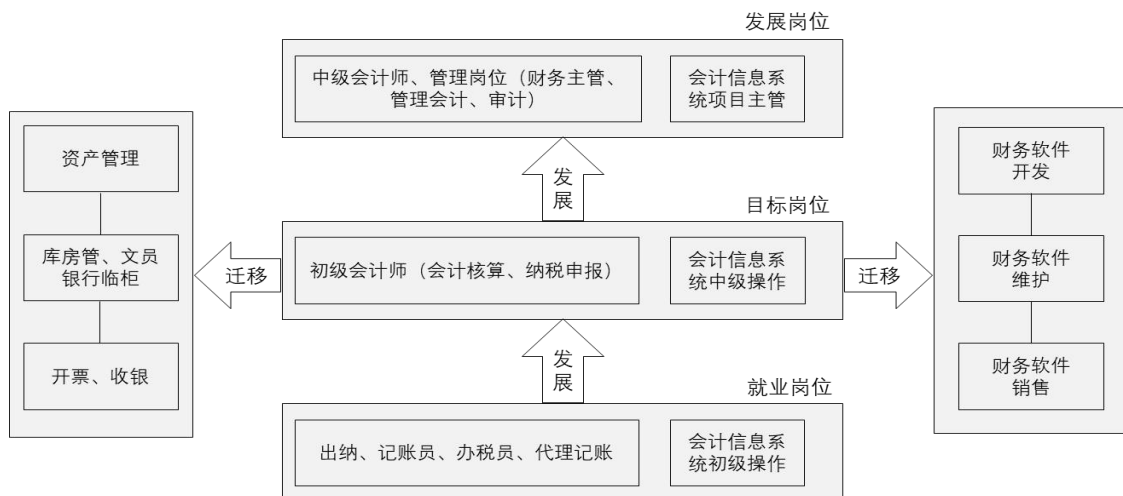 发展岗位
中级会计师、管理岗位（财务主管、
管理会计、审计）
会计信息系
统项目主管
发展
目标岗位
初级会计师（会计核算、纳税申报）
会计信息系
统中级操作
发展
就业岗位
出纳、记账员、办税员、代理记账
会计信息系
统初级操作
迁移
资产管理
库房管、文员
银行临柜
开票、收银
迁移
财务软件
开发
财务软件
维护
财务软件
销售